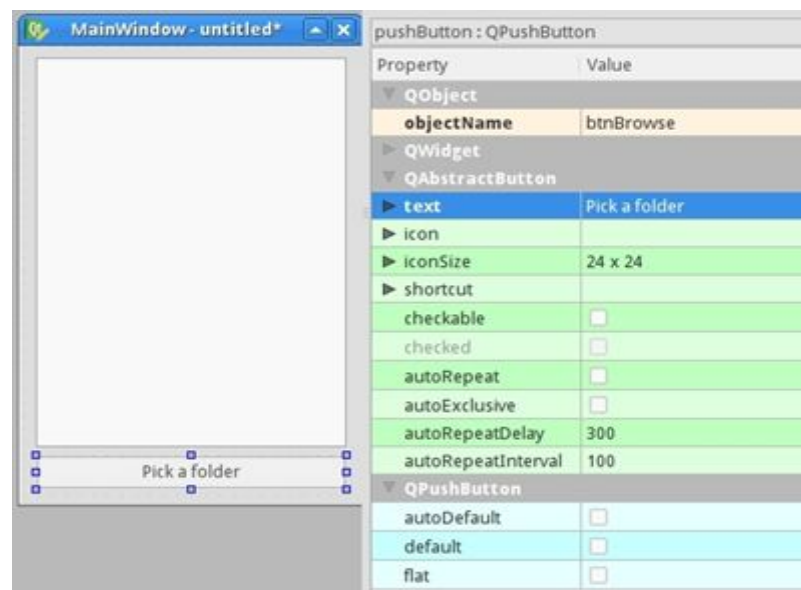 MainWindow - untitled*
Pick a folder
pushButton : QPushButton
Property Value
QObject
objectName btnBrowse
QWidget
QAbstractButton
text Pick a folder
icon
iconSize 24 x 24
shortcut
checkable
checked
autoRepeat
autoExclusive
autoRepeatDelay 300
autoRepeatInterval 100
QPushButton
autoDefault
default
flat